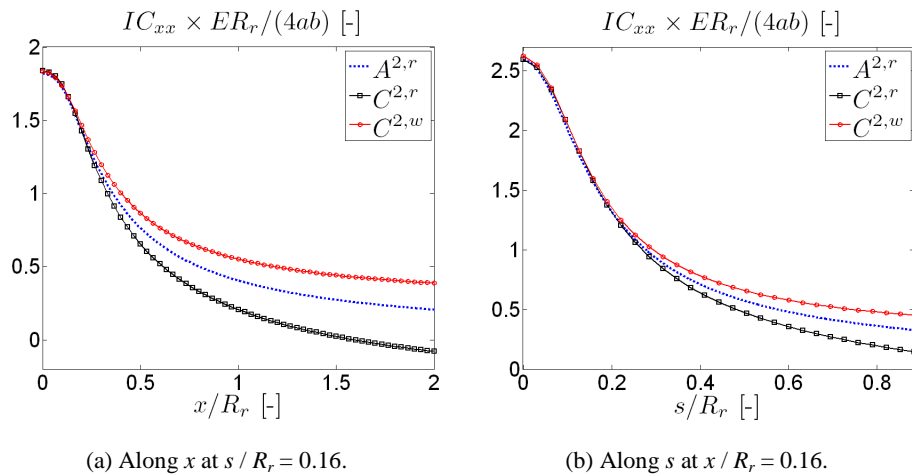 IC_xx × ER_r/(4ab) [-]
2
1.5
1
0.5
0
0
0.5
1
1.5
2
x/R_r [-]
A^2,r
C^2,r
C^2,w
(a) Along x at s / R_r = 0.16.
IC_xx × ER_r/(4ab) [-]
2.5
2
1.5
1
0.5
0
0
0.2
0.4
0.6
0.8
s/R_r [-]
A^2,r
C^2,r
C^2,w
(b) Along s at x / R_r = 0.16.